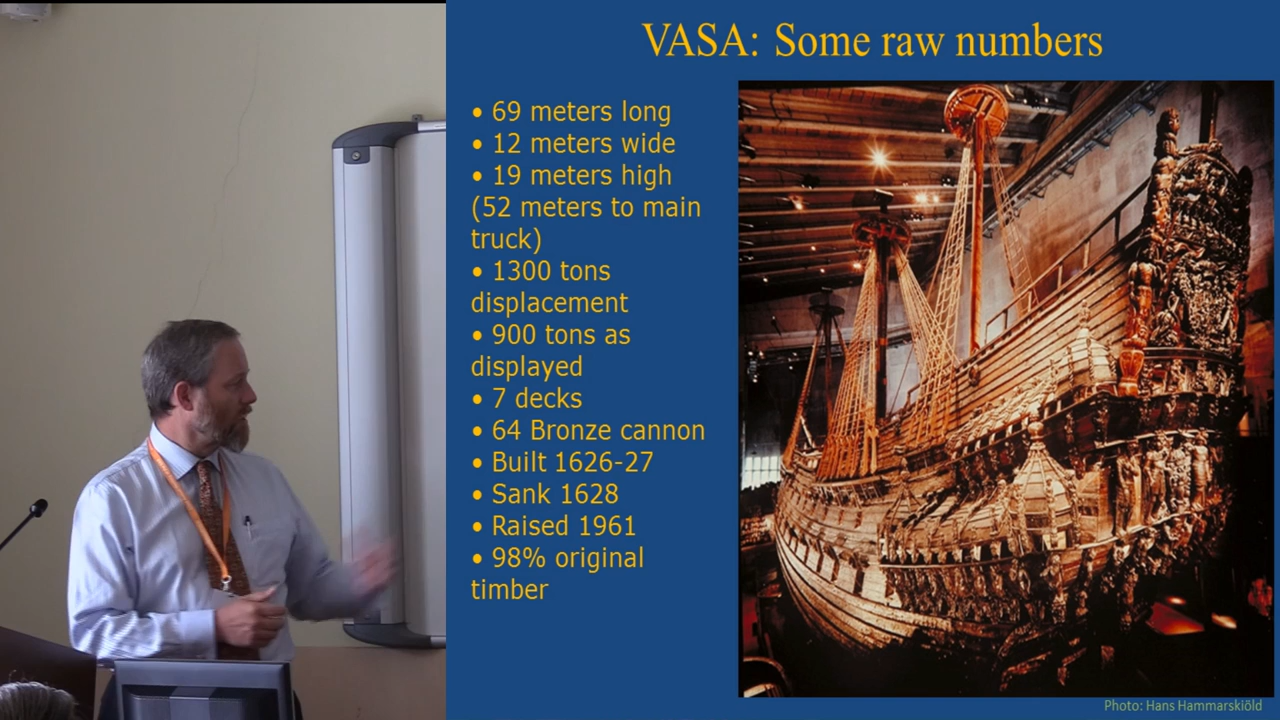 VASA: Some raw numbers
• 69 meters long
• 12 meters wide
• 19 meters high
(52 meters to main
truck)
• 1300 tons
displacement
• 900 tons as
displayed
• 7 decks
• 64 Bronze cannon
• Built 1626-27
• Sank 1628
• Raised 1961
• 98% original
timber
Photo: Hans Hammarskiöld